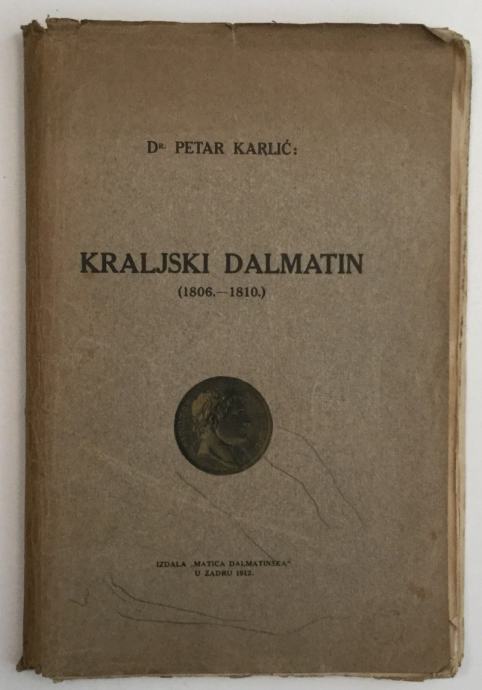 Dr. PETAR KARLIĆ:
KRALJSKI DALMATIN
(1806.—1810.)
IZDALA „MATICA DALMATINSKA“
U ZADRU 1912.